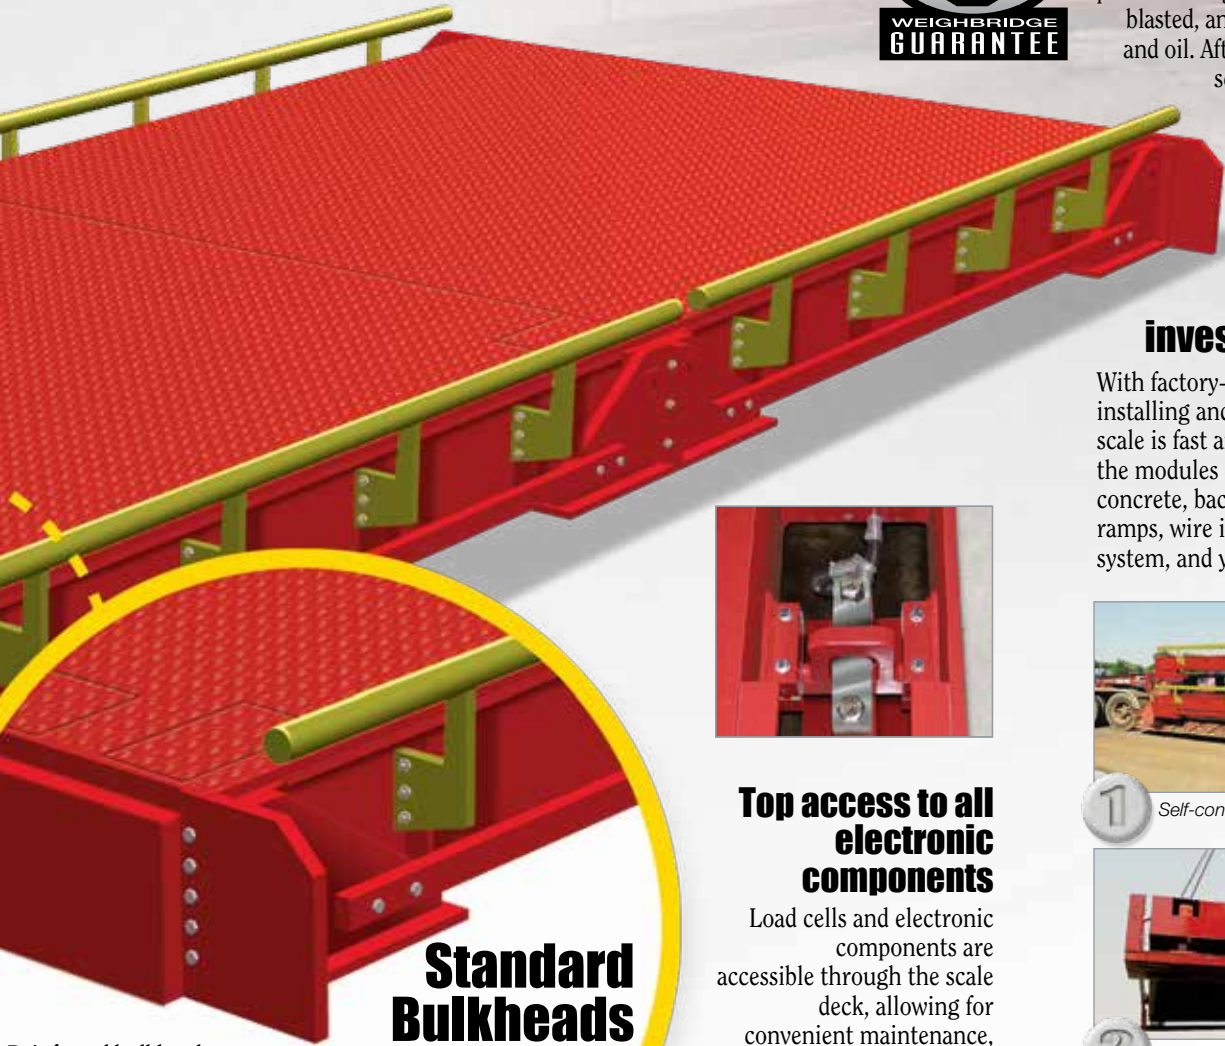 WEIGHBRIDGE
GUARANTEE
blasted, an
and oil. Aft
inves
With factory-
installing and
scale is fast a
the modules
concrete, bac
ramps, wire i
system, and y
1
Self-con
2
Top access to all
electronic
components
Load cells and electronic
components are
accessible through the scale
deck, allowing for
convenient maintenance,
Standard
Bulkheads